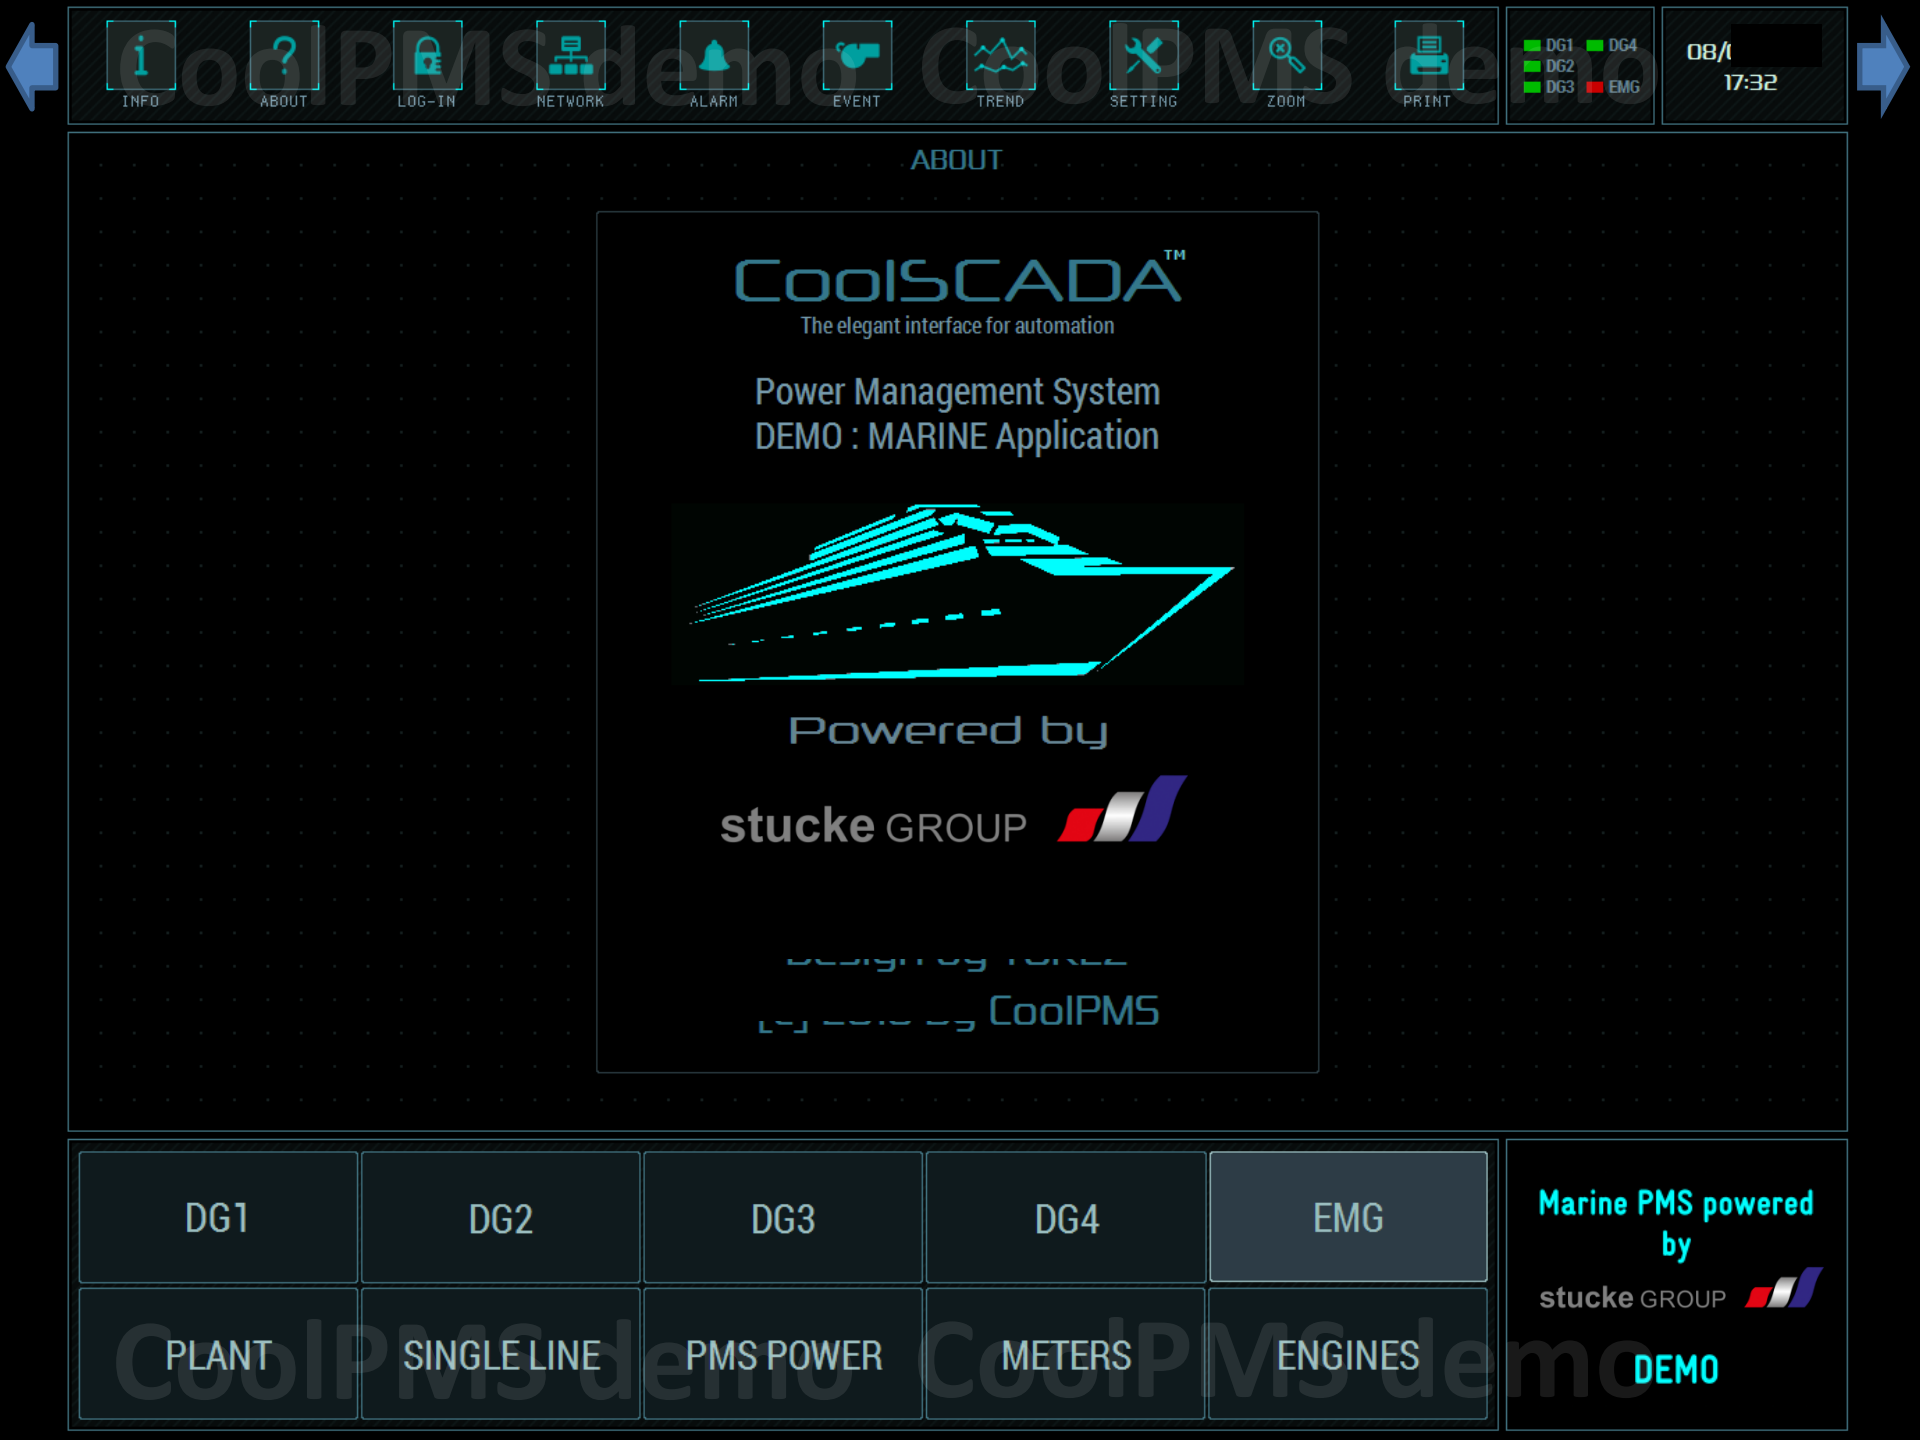 INFO
ABOUT
LOG-IN
NETWORK
ALARM
EVENT
TREND
SETTING
ZOOM
PRINT
CoolPMS demo CoolPMS demo
DG1 DG4
DG2
DG3 EMG
17:32
ABOUT
CoolSCADA™
The elegant interface for automation
Power Management System
DEMO : MARINE Application
Powered by
stucke GROUP
CoolPMS
DG1
DG2
DG3
DG4
EMG
PLANT
SINGLE LINE
PMS POWER
METERS
ENGINES
CoolPMS demo CoolPMS demo
Marine PMS powered
by
stucke GROUP
DEMO